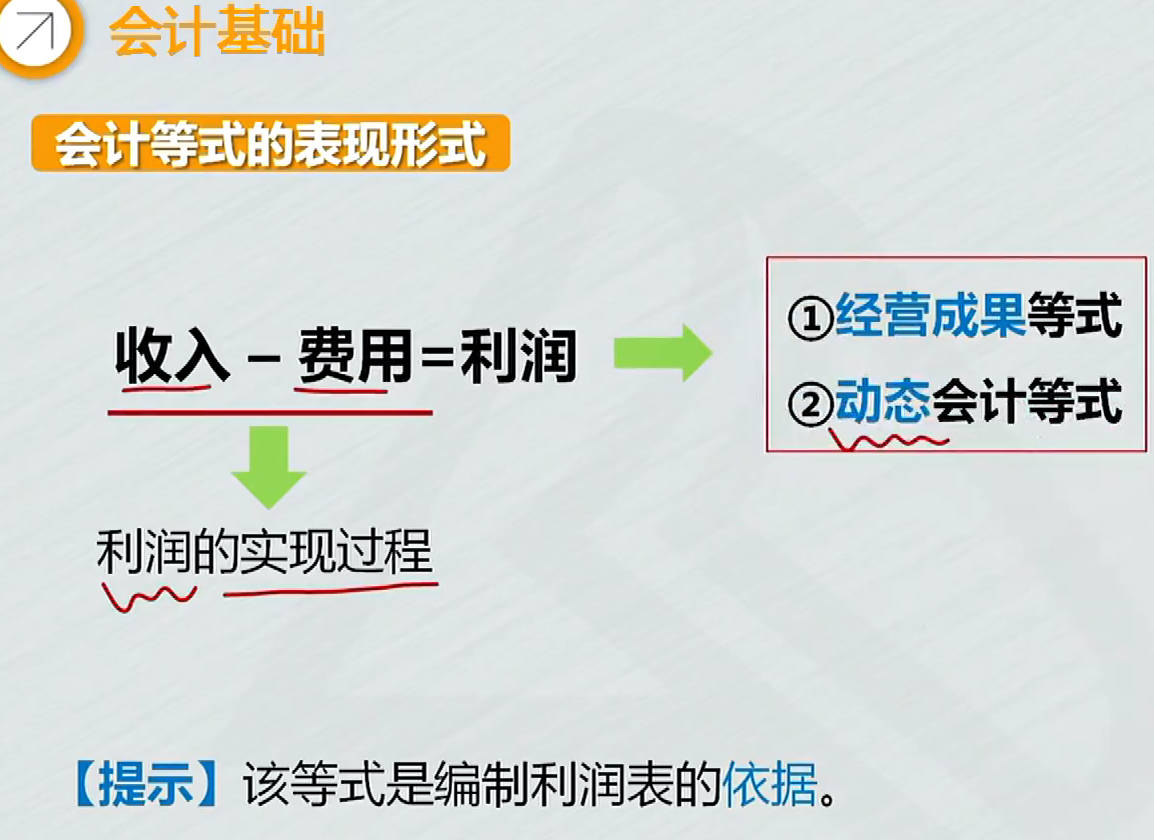 会计基础
会计等式的表现形式
收入－费用=利润
①经营成果等式
②动态会计等式
利润的实现过程
【提示】该等式是编制利润表的依据。